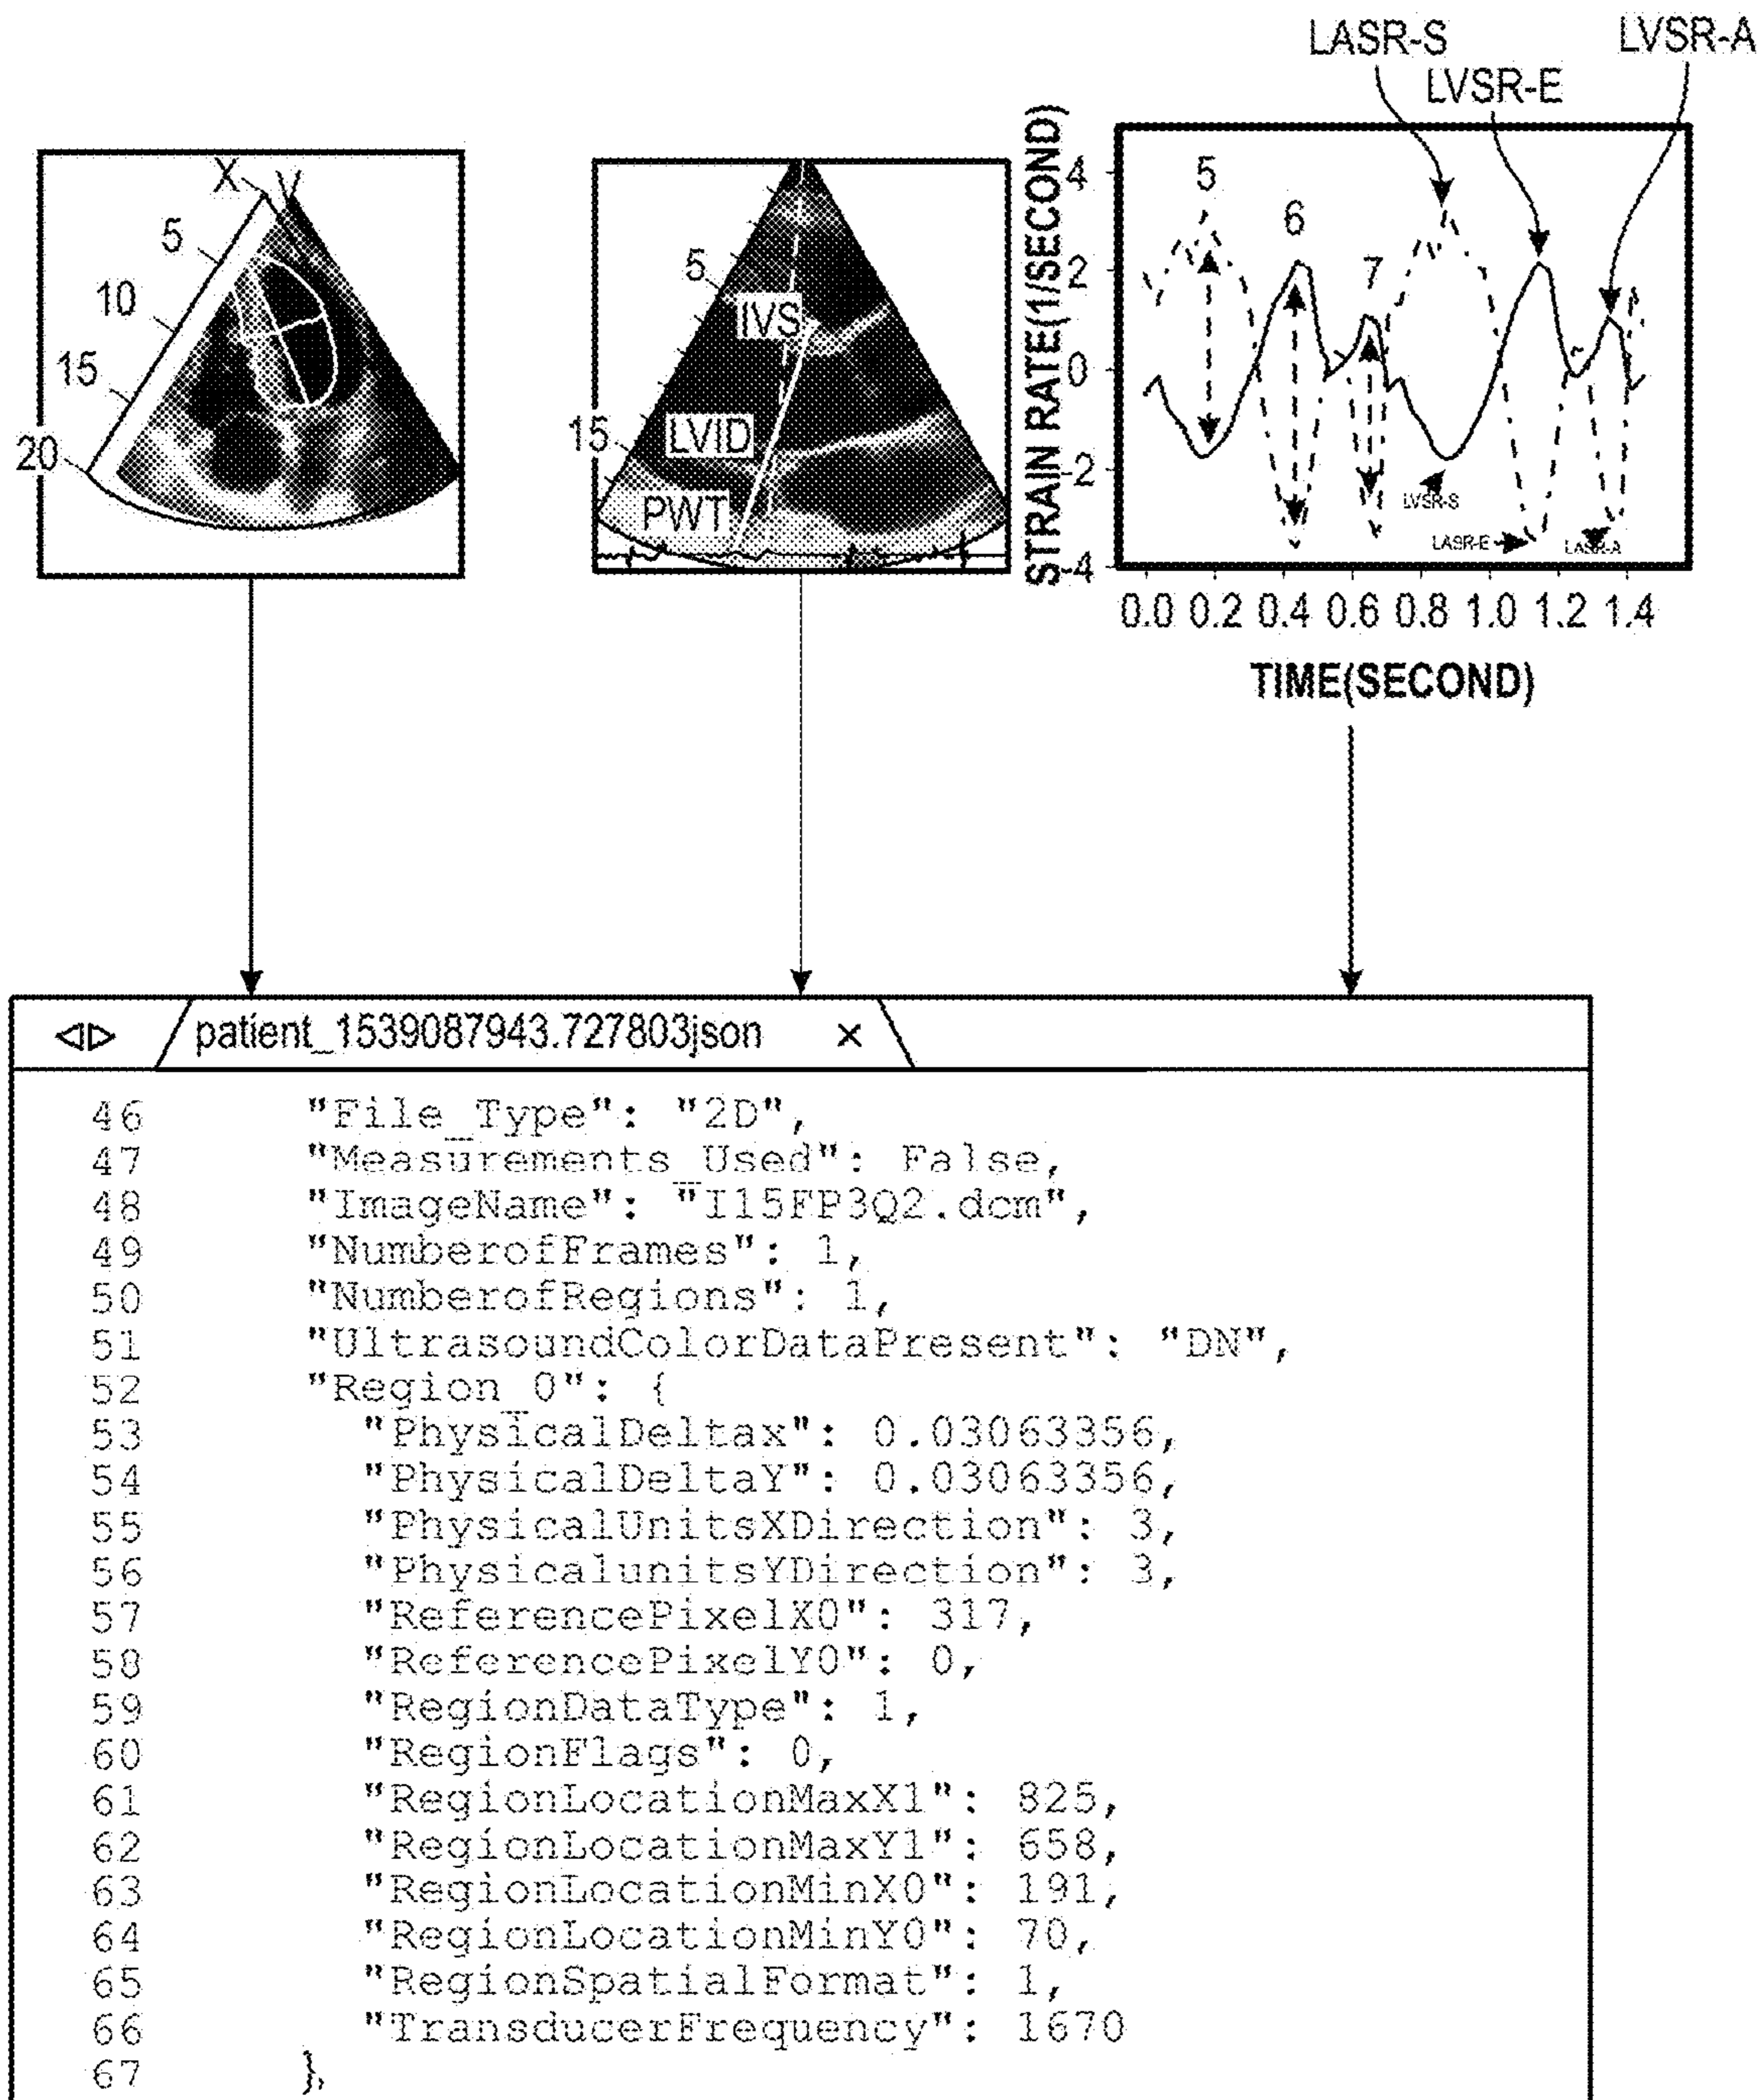 LASR-S
LVSR-A
LVSR-E
X V
5
10
15
20
5
IVS
LVID
15
PWT
STRAIN RATE(1/SECOND)
4
2
0
-2
-4
5
6
7
LVSR-S
LASR-E
LASR-A
0.0 0.2 0.4 0.6 0.8 1.0 1.2 1.4
TIME(SECOND)
patient_1539087943.727803json ×
46 "File_Type": "2D",
47 "Measurements_Used": False,
48 "ImageName": "I15FP3Q2.dcm",
49 "NumberofFrames": 1,
50 "NumberofRegions": 1,
51 "UltrasoundColorDataPresent": "DN",
52 "Region_0": {
53 "PhysicalDeltax": 0.03063356,
54 "PhysicalDeltaY": 0.03063356,
55 "PhysicalUnitsXDirection": 3,
56 "PhysicalunitsYDirection": 3,
57 "ReferencePixelX0": 317,
58 "ReferencePixelY0": 0,
59 "RegionDataType": 1,
60 "RegionFlags": 0,
61 "RegionLocationMaxX1": 825,
62 "RegionLocationMaxY1": 658,
63 "RegionLocationMinX0": 191,
64 "RegionLocationMinY0": 70,
65 "RegionSpatialFormat": 1,
66 "TransducerFrequency": 1670
67 },